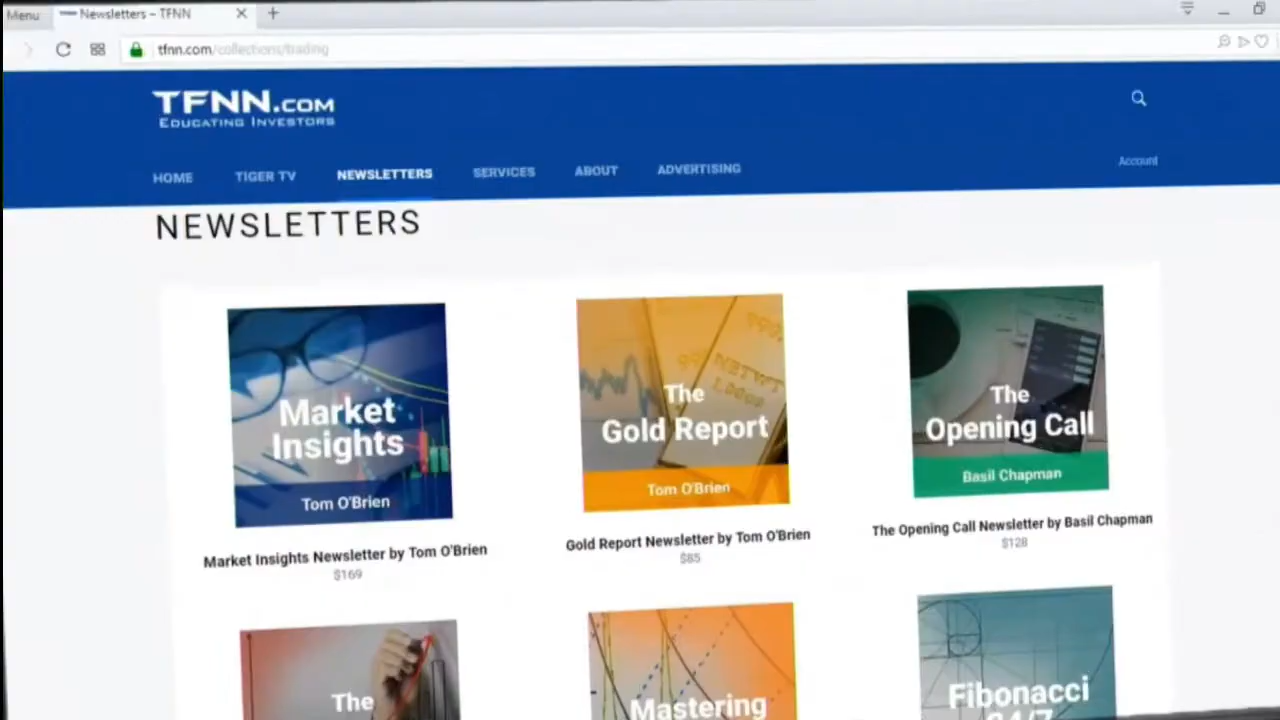 Menu
Newsletters – TFNN
tfnn.com/collections/trading
TFNN.COM
EDUCATING INVESTORS
HOME TIGER TV NEWSLETTERS SERVICES ABOUT ADVERTISING Account
NEWSLETTERS
Market
Insights
Tom O'Brien
Market Insights Newsletter by Tom O'Brien
$169
The
Gold Report
Tom O'Brien
Gold Report Newsletter by Tom O'Brien
$85
The
Opening Call
Basil Chapman
The Opening Call Newsletter by Basil Chapman
$128
The
Mastering
Fibonacci
24/7